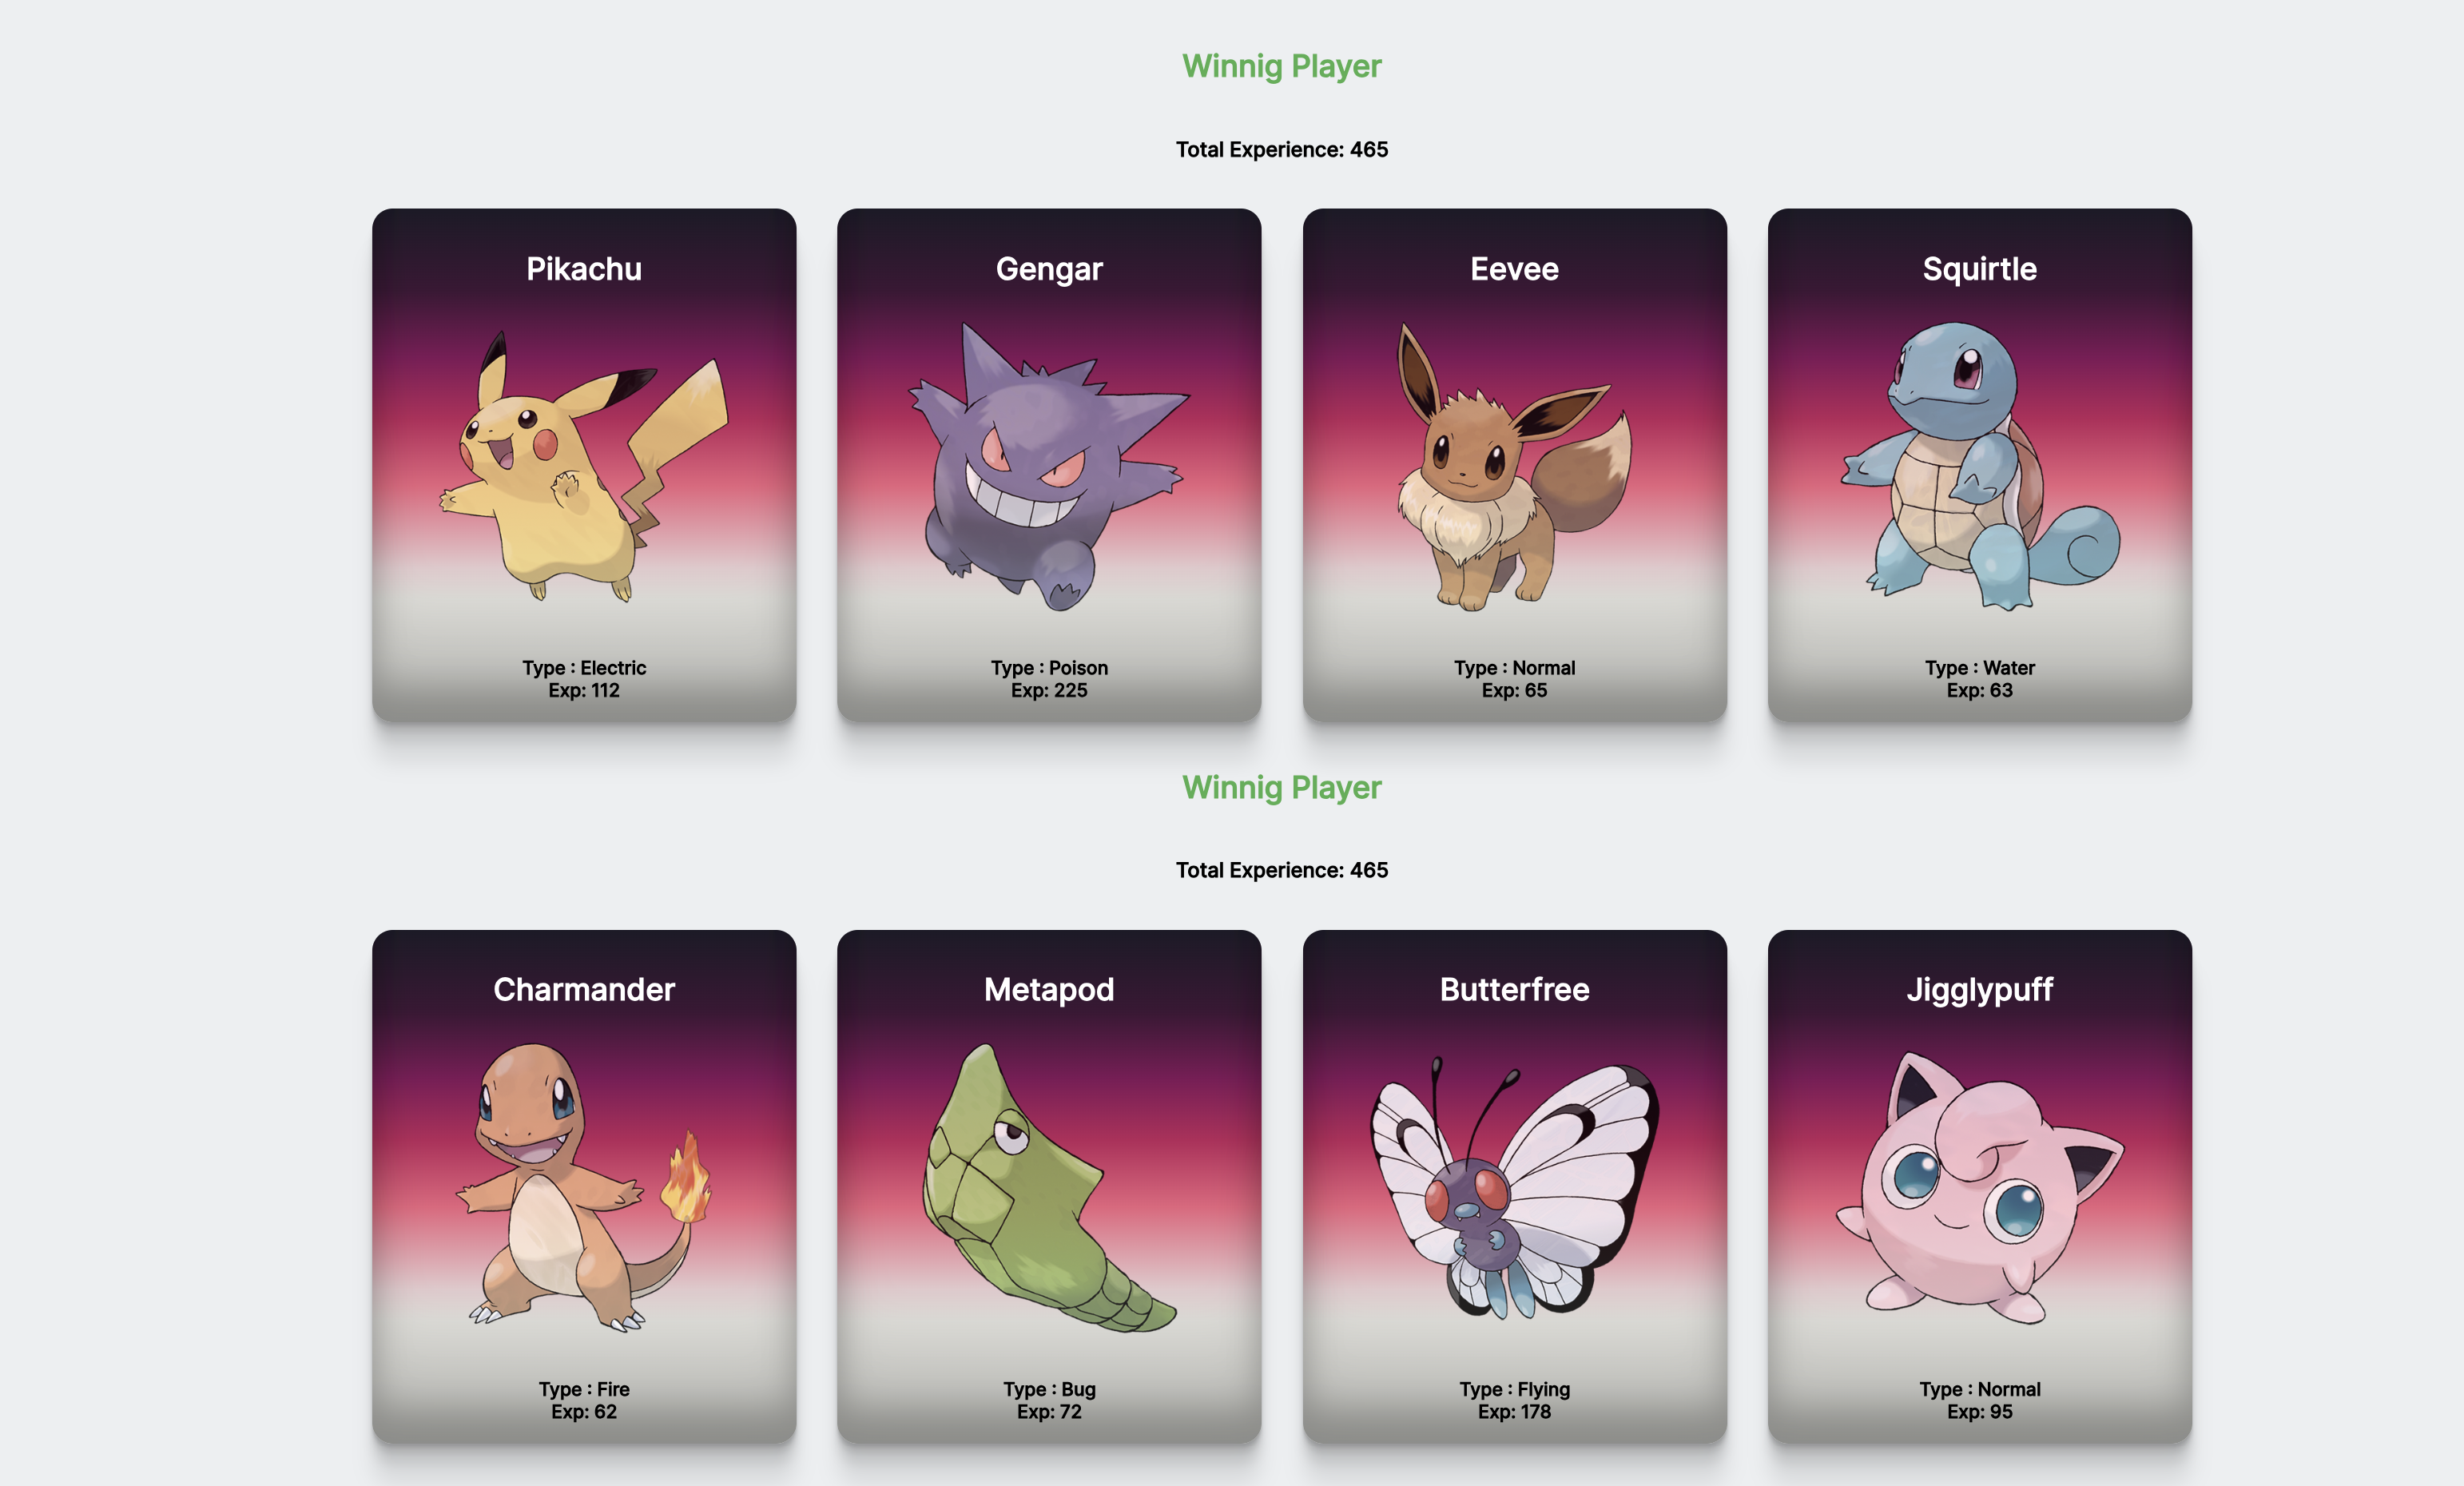 Winnig Player
Total Experience: 465
Pikachu
Type : Electric
Exp: 112
Gengar
Type : Poison
Exp: 225
Eevee
Type : Normal
Exp: 65
Squirtle
Type : Water
Exp: 63
Winnig Player
Total Experience: 465
Charmander
Type : Fire
Exp: 62
Metapod
Type : Bug
Exp: 72
Butterfree
Type : Flying
Exp: 178
Jigglypuff
Type : Normal
Exp: 95